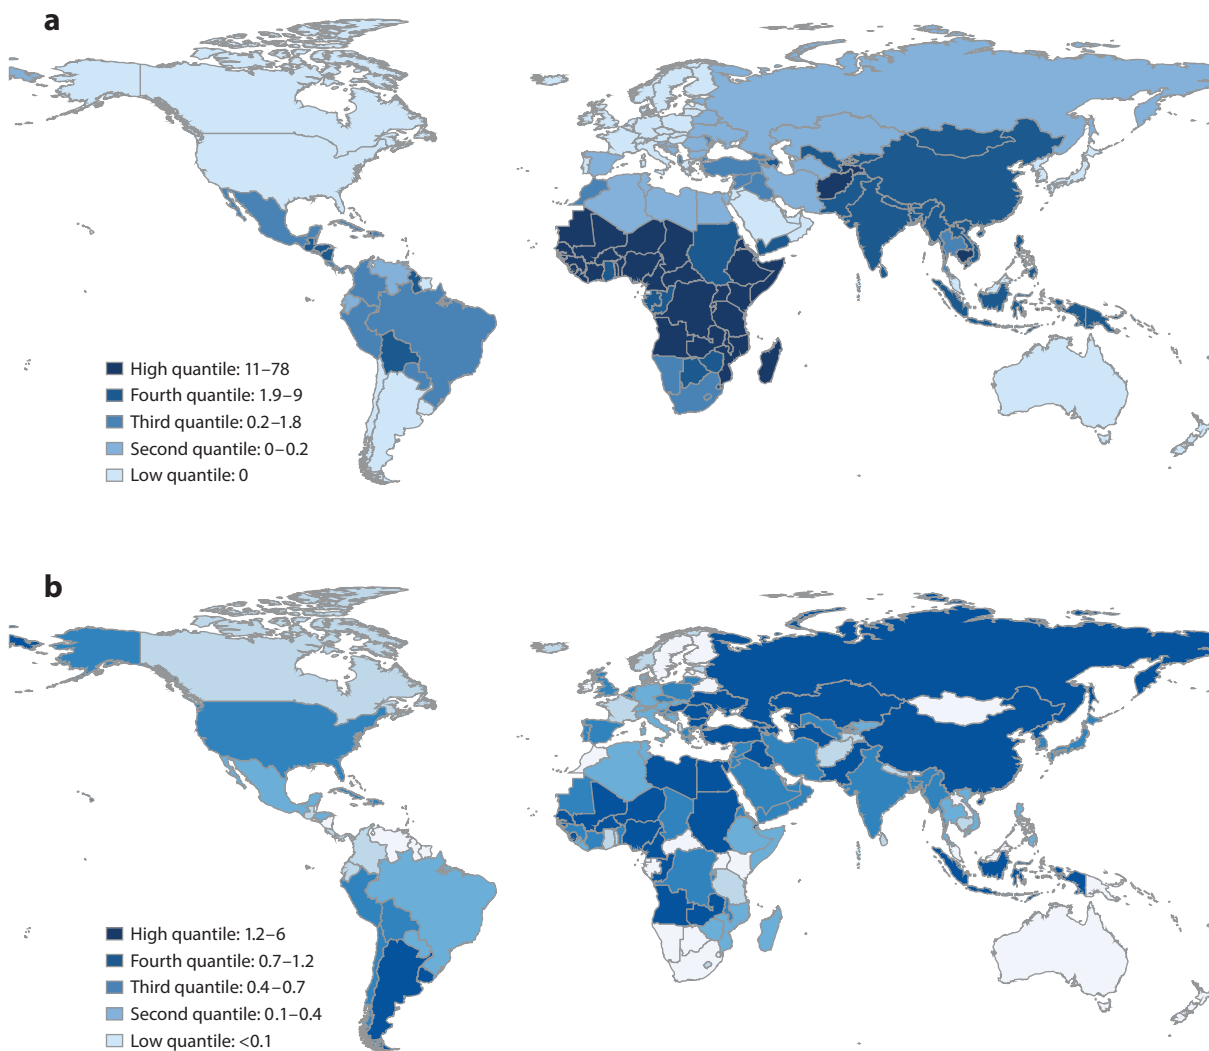 a
High quantile: 11–78
Fourth quantile: 1.9–9
Third quantile: 0.2–1.8
Second quantile: 0–0.2
Low quantile: 0
b
High quantile: 1.2–6
Fourth quantile: 0.7–1.2
Third quantile: 0.4–0.7
Second quantile: 0.1–0.4
Low quantile: <0.1